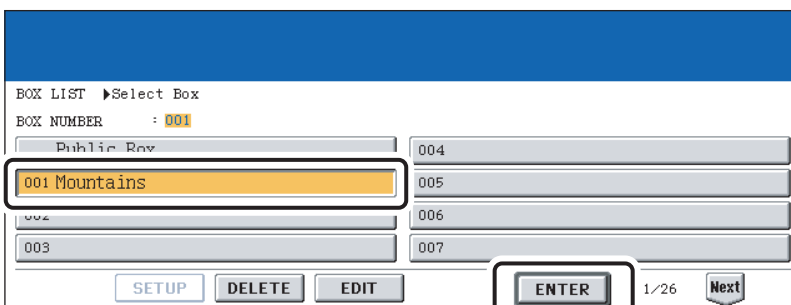 BOX LIST ▶Select Box
BOX NUMBER : 001
Public Box
004
001 Mountains
005
002
006
003
007
SETUP DELETE EDIT ENTER 1/26 Next